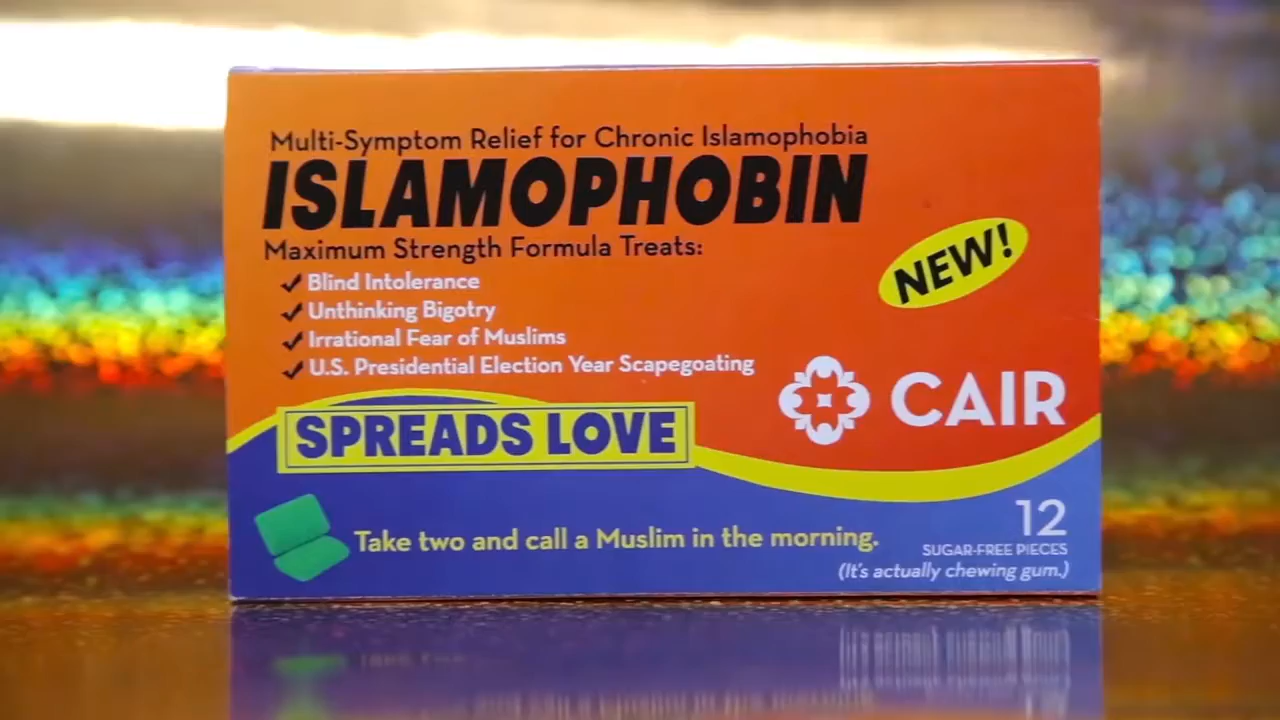 Multi-Symptom Relief for Chronic Islamophobia
ISLAMOPHOBIN
Maximum Strength Formula Treats:
Blind Intolerance
Unthinking Bigotry
Irrational Fear of Muslims
U.S. Presidential Election Year Scapegoating
NEW!
CAIR
SPREADS LOVE
Take two and call a Muslim in the morning.
12
SUGAR-FREE PIECES
(It's actually chewing gum.)